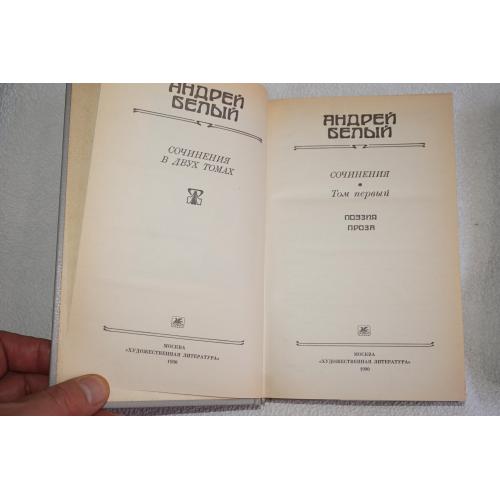 АНДРЕЙ
БЕЛЫЙ
СОЧИНЕНИЯ
В ДВУХ ТОМАХ
МОСКВА
«ХУДОЖЕСТВЕННАЯ ЛИТЕРАТУРА»
1990
АНДРЕЙ
БЕЛЫЙ
СОЧИНЕНИЯ
Том первый
ПОЭЗИЯ
ПРОЗА
МОСКВА
«ХУДОЖЕСТВЕННАЯ ЛИТЕРАТУРА»
1990